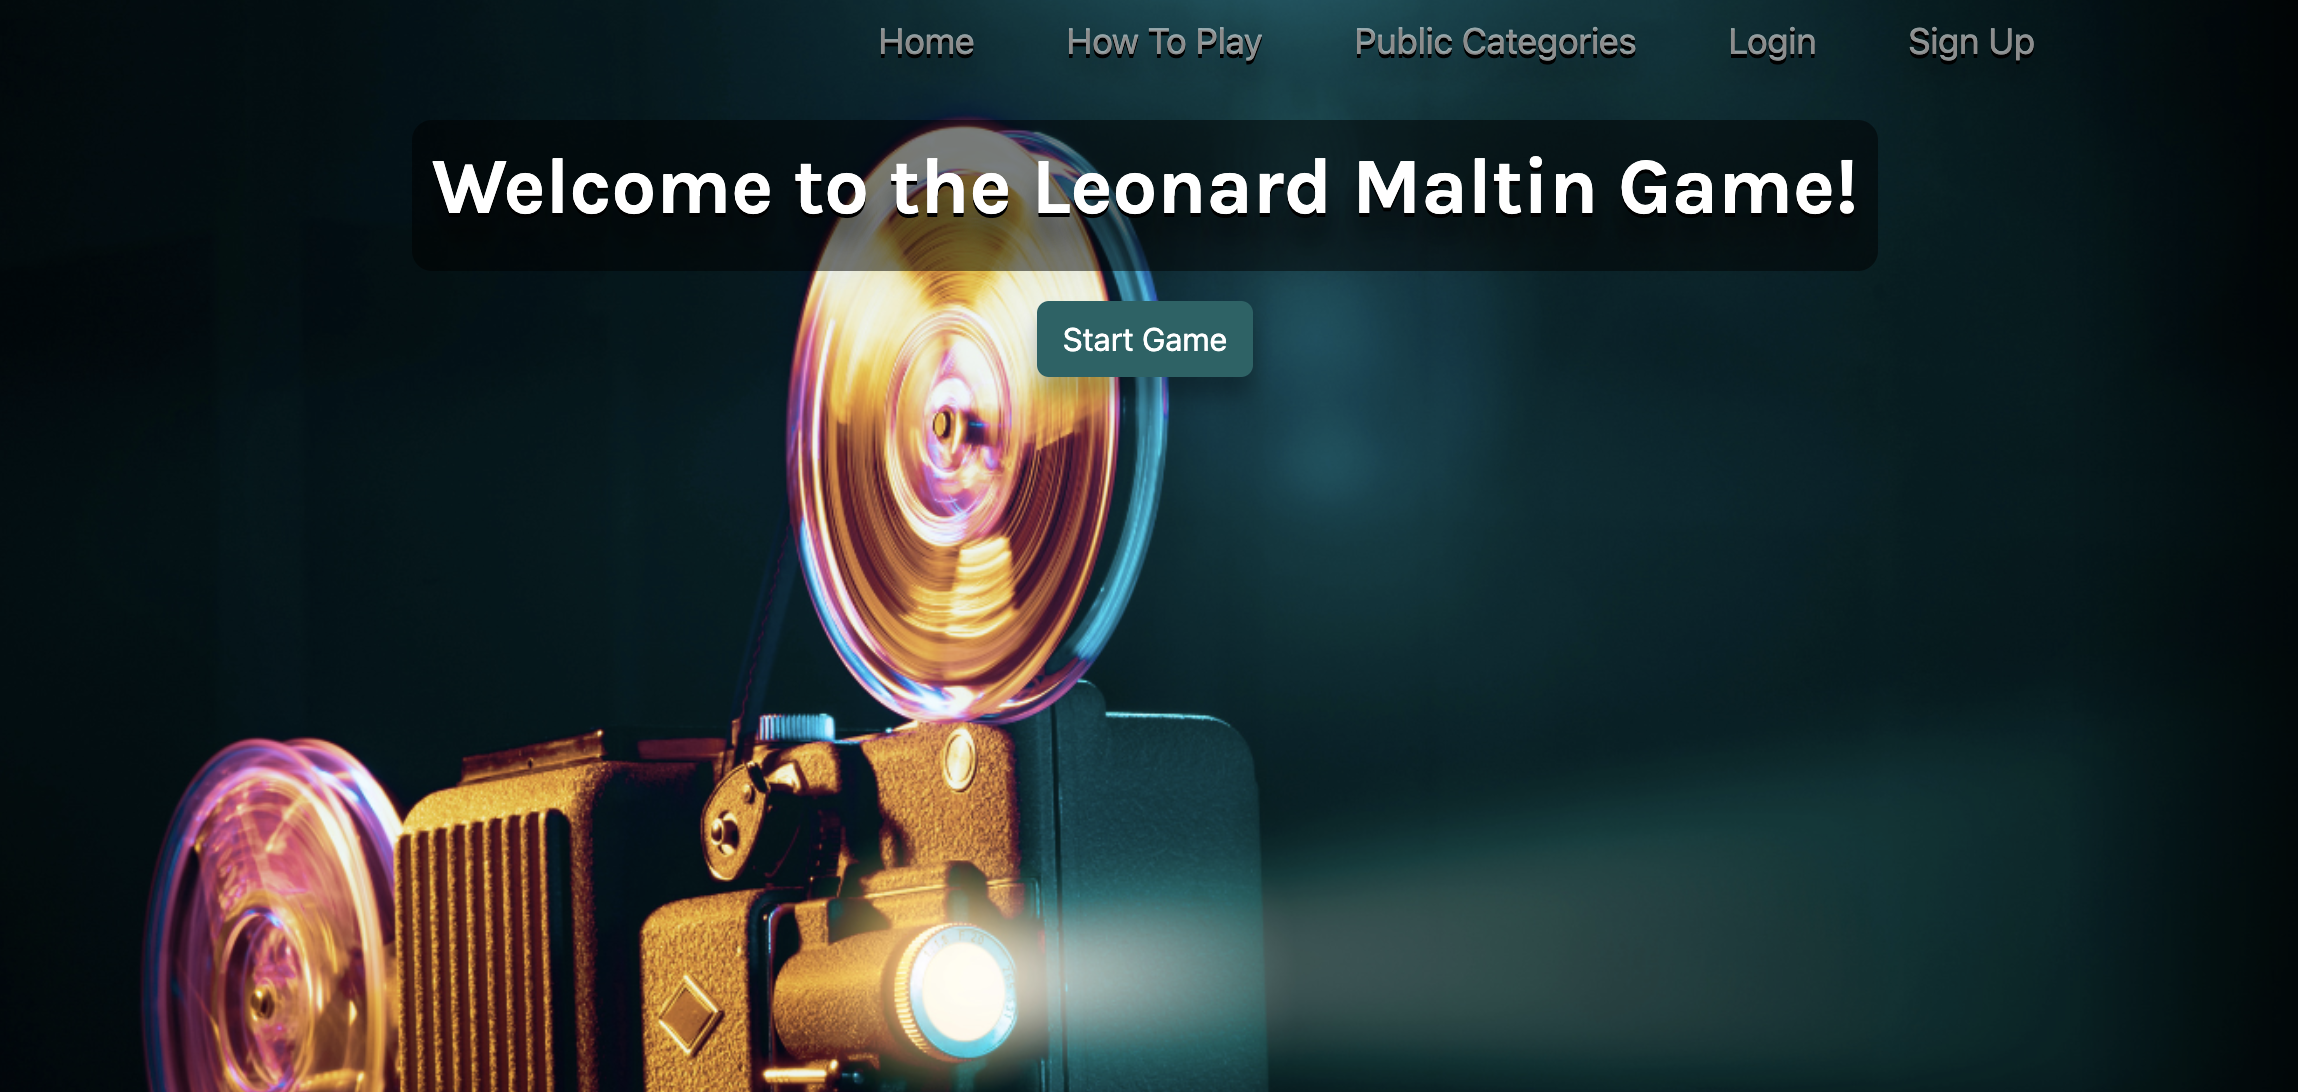 Home How To Play Public Categories Login Sign Up
Welcome to the Leonard Maltin Game!
Start Game